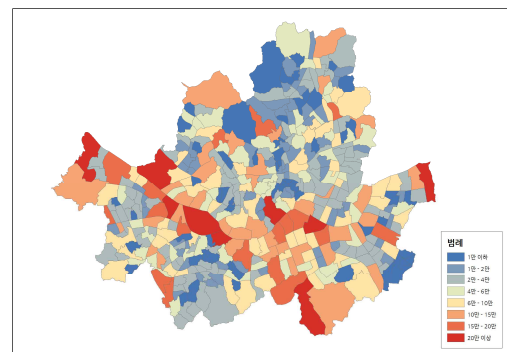 범례
1만 이하
1만 - 2만
2만 - 4만
4만 - 6만
6만 - 10만
10만 - 15만
15만 - 20만
20만 이상